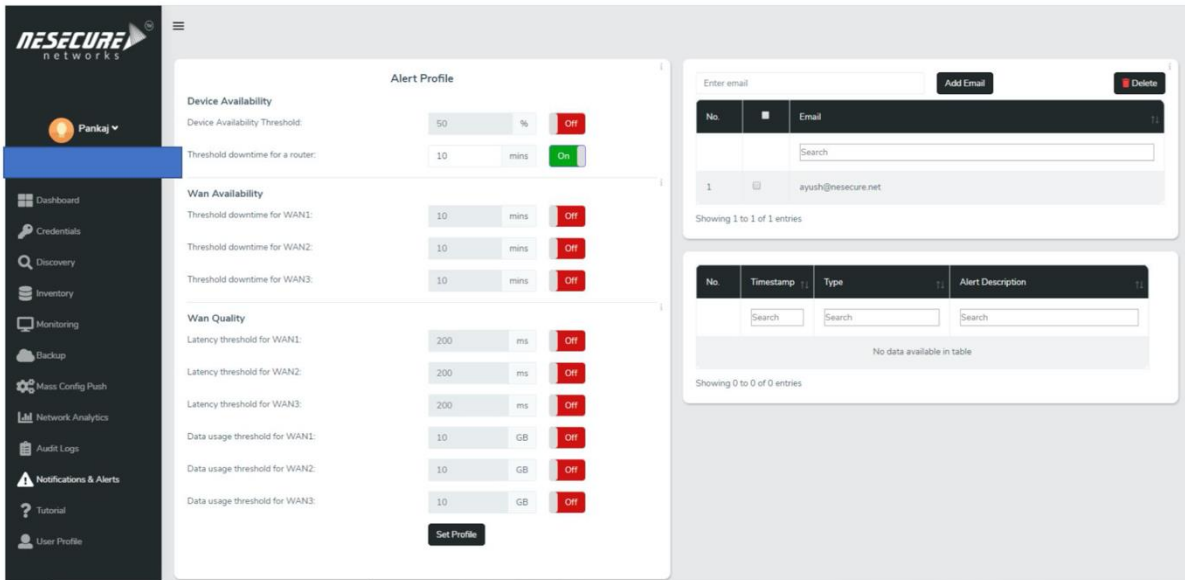 NESECURE
networks
Pankaj
Dashboard
Credentials
Discovery
Inventory
Monitoring
Backup
Mass Config Push
Network Analytics
Audit Logs
Notifications & Alerts
Tutorial
User Profile
Alert Profile
Device Availability
Device Availability Threshold: 50 % Off
Threshold downtime for a router: 10 mins On
Wan Availability
Threshold downtime for WAN1: 10 mins Off
Threshold downtime for WAN2: 10 mins Off
Threshold downtime for WAN3: 10 mins Off
Wan Quality
Latency threshold for WAN1: 200 ms Off
Latency threshold for WAN2: 200 ms Off
Latency threshold for WAN3: 200 ms Off
Data usage threshold for WAN1: 10 GB Off
Data usage threshold for WAN2: 10 GB Off
Data usage threshold for WAN3: 10 GB Off
Set Profile
Enter email Add Email Delete
No. Email
Search
1 ayush@nesecure.net
Showing 1 to 1 of 1 entries
No. Timestamp Type Alert Description
Search Search Search
No data available in table
Showing 0 to 0 of 0 entries